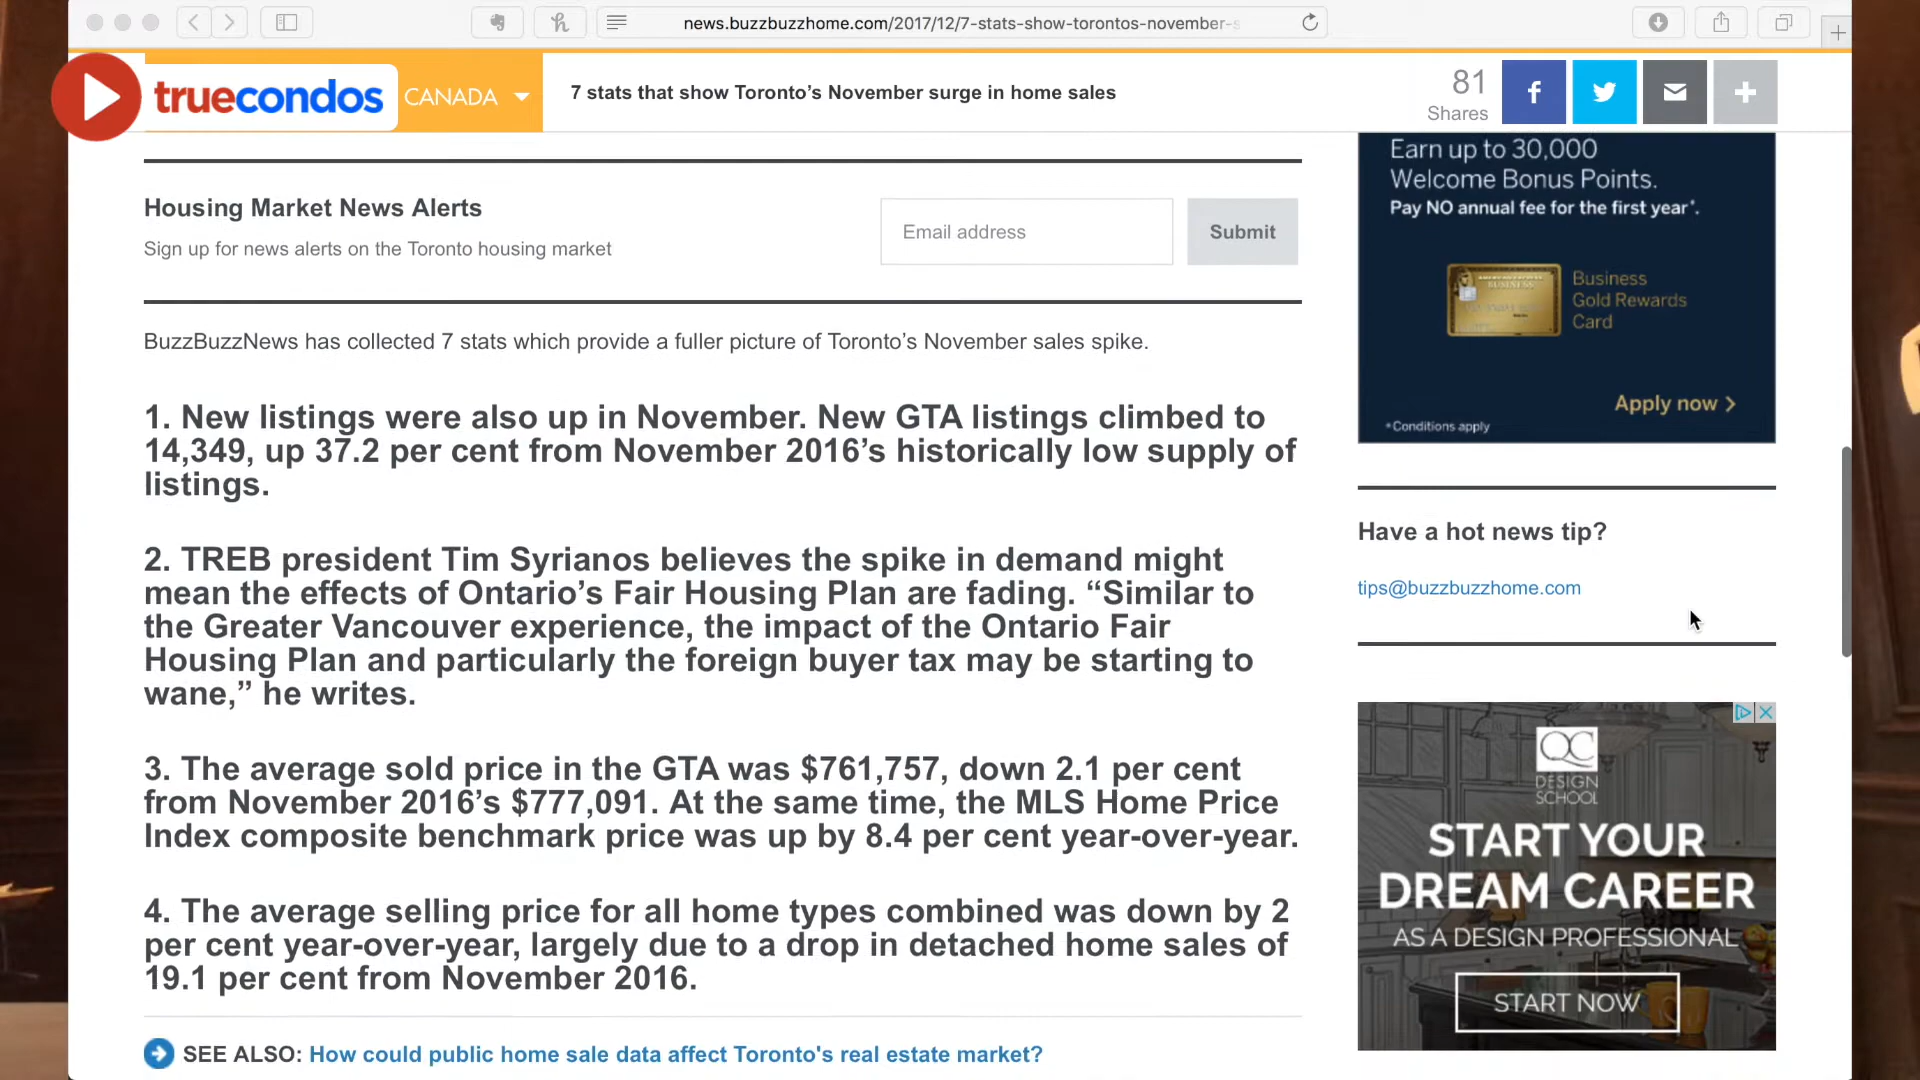 news.buzzbuzzhome.com/2017/12/7-stats-show-torontos-november-s
truecondos
CANADA
7 stats that show Toronto's November surge in home sales
81
Shares
Housing Market News Alerts
Sign up for news alerts on the Toronto housing market
Email address
Submit
BuzzBuzzNews has collected 7 stats which provide a fuller picture of Toronto's November sales spike.
1. New listings were also up in November. New GTA listings climbed to
14,349, up 37.2 per cent from November 2016's historically low supply of
listings.
2. TREB president Tim Syrianos believes the spike in demand might
mean the effects of Ontario's Fair Housing Plan are fading. “Similar to
the Greater Vancouver experience, the impact of the Ontario Fair
Housing Plan and particularly the foreign buyer tax may be starting to
wane,” he writes.
3. The average sold price in the GTA was $761,757, down 2.1 per cent
from November 2016's $777,091. At the same time, the MLS Home Price
Index composite benchmark price was up by 8.4 per cent year-over-year.
4. The average selling price for all home types combined was down by 2
per cent year-over-year, largely due to a drop in detached home sales of
19.1 per cent from November 2016.
SEE ALSO: How could public home sale data affect Toronto's real estate market?
Earn up to 30,000
Welcome Bonus Points.
Pay NO annual fee for the first year*.
BUSINESS
Business
Gold Rewards
Card
Apply now >
*Conditions apply
Have a hot news tip?
tips@buzzbuzzhome.com
QC
DESIGN
SCHOOL
START YOUR
DREAM CAREER
AS A DESIGN PROFESSIONAL
START NOW